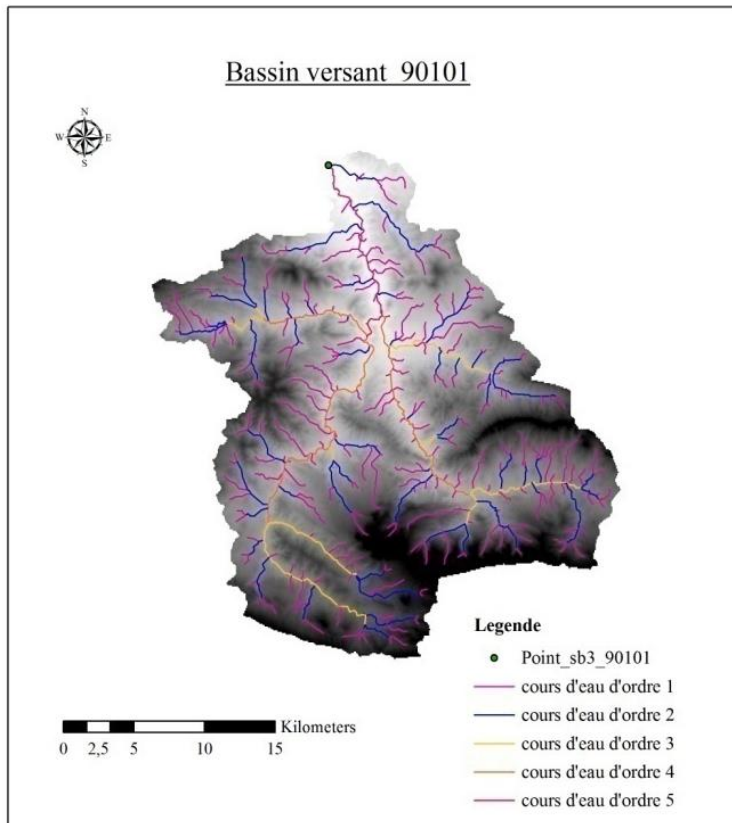 Bassin versant 90101
N
W E
S
Legende
Point_sb3_90101
cours d'eau d'ordre 1
cours d'eau d'ordre 2
cours d'eau d'ordre 3
cours d'eau d'ordre 4
cours d'eau d'ordre 5
Kilometers
0 2,5 5 10 15